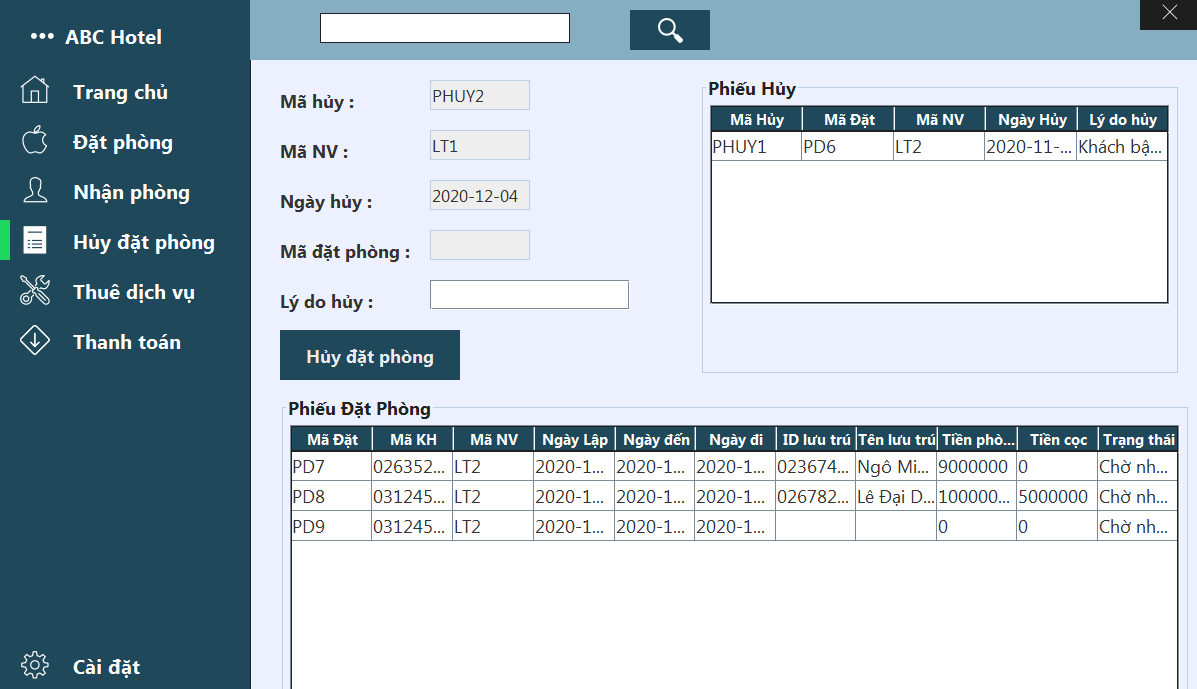 ABC Hotel
Trang chủ
Đặt phòng
Nhận phòng
Hủy đặt phòng
Thuê dịch vụ
Thanh toán
Cài đặt
Mã hủy : PHUY2
Mã NV : LT1
Ngày hủy : 2020-12-04
Mã đặt phòng :
Lý do hủy :
Hủy đặt phòng
Phiếu Hủy
Mã Hủy Mã Đặt Mã NV Ngày Hủy Lý do hủy
PHUY1 PD6 LT2 2020-11-... Khách bậ...
Phiếu Đặt Phòng
Mã Đặt Mã KH Mã NV Ngày Lập Ngày đến Ngày đi ID lưu trú Tên lưu trú Tiền phò... Tiền cọc Trạng thái
PD7 026352... LT2 2020-1... 2020-1... 2020-1... 023674... Ngô Mi... 9000000 0 Chờ nh...
PD8 031245... LT2 2020-1... 2020-1... 2020-1... 026782... Lê Đại D... 100000... 5000000 Chờ nh...
PD9 031245... LT2 2020-1... 2020-1... 2020-1... 0 0 Chờ nh...